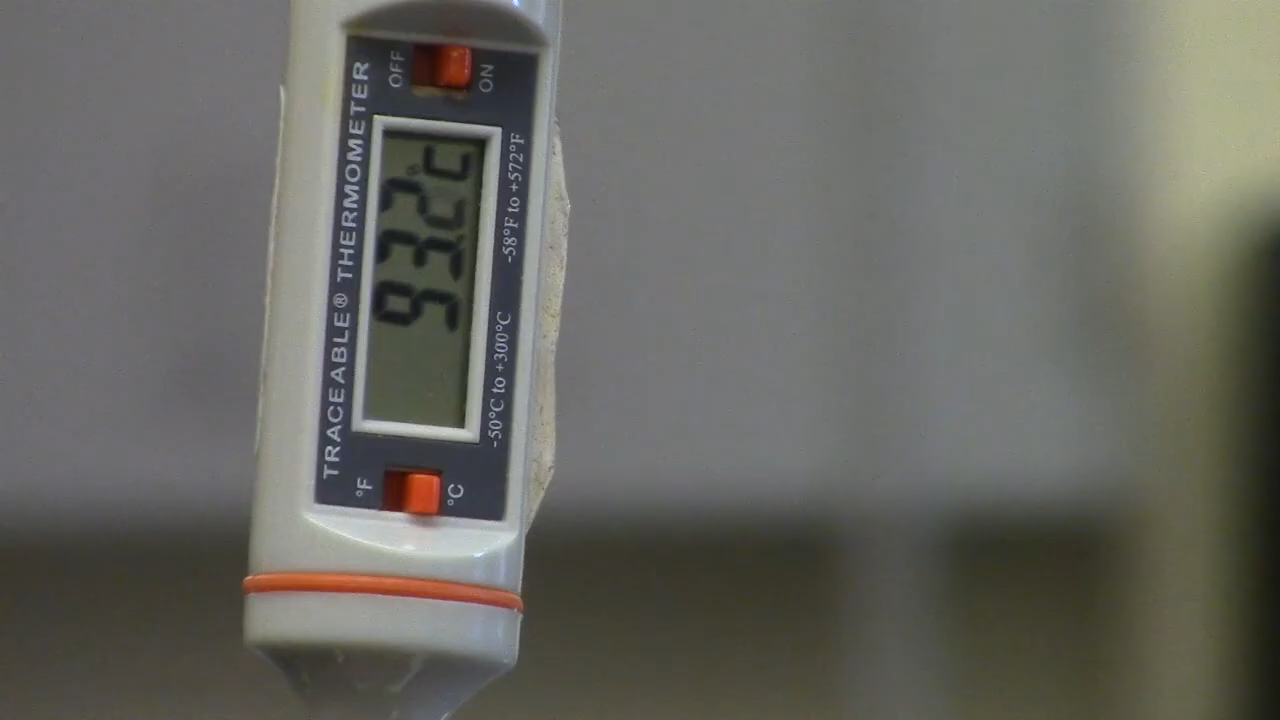 OFF
ON
TRACEABLE® THERMOMETER
93.2°C
-58°F to +572°F
-50°C to +300°C
°F
°C